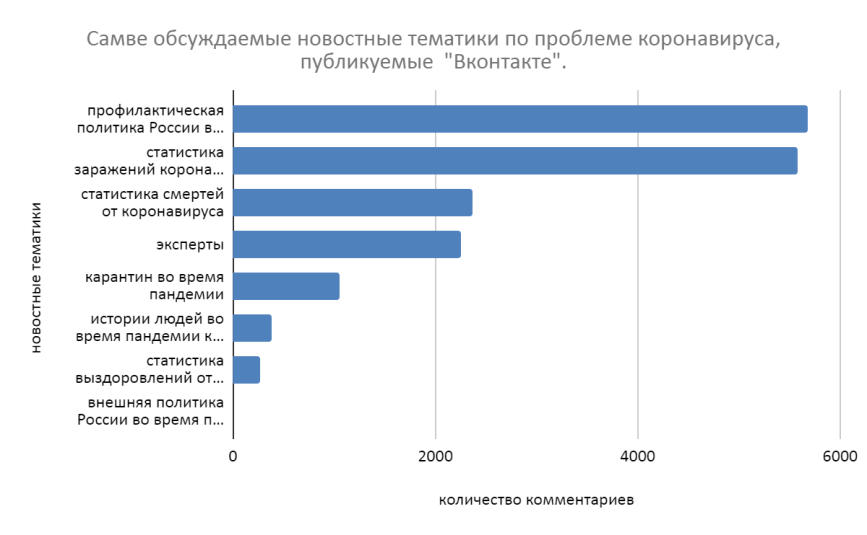 Самве обсуждаемые новостные тематики по проблеме коронавируса,
публикуемые "Вконтакте".
новостные тематики
профилактическая
политика России в...
статистика
заражений корона...
статистика смертей
от коронавируса
эксперты
карантин во время
пандемии
истории людей во
время пандемии к...
статистика
выздоровлений от...
внешняя политика
России во время п...
0 2000 4000 6000
количество комментариев